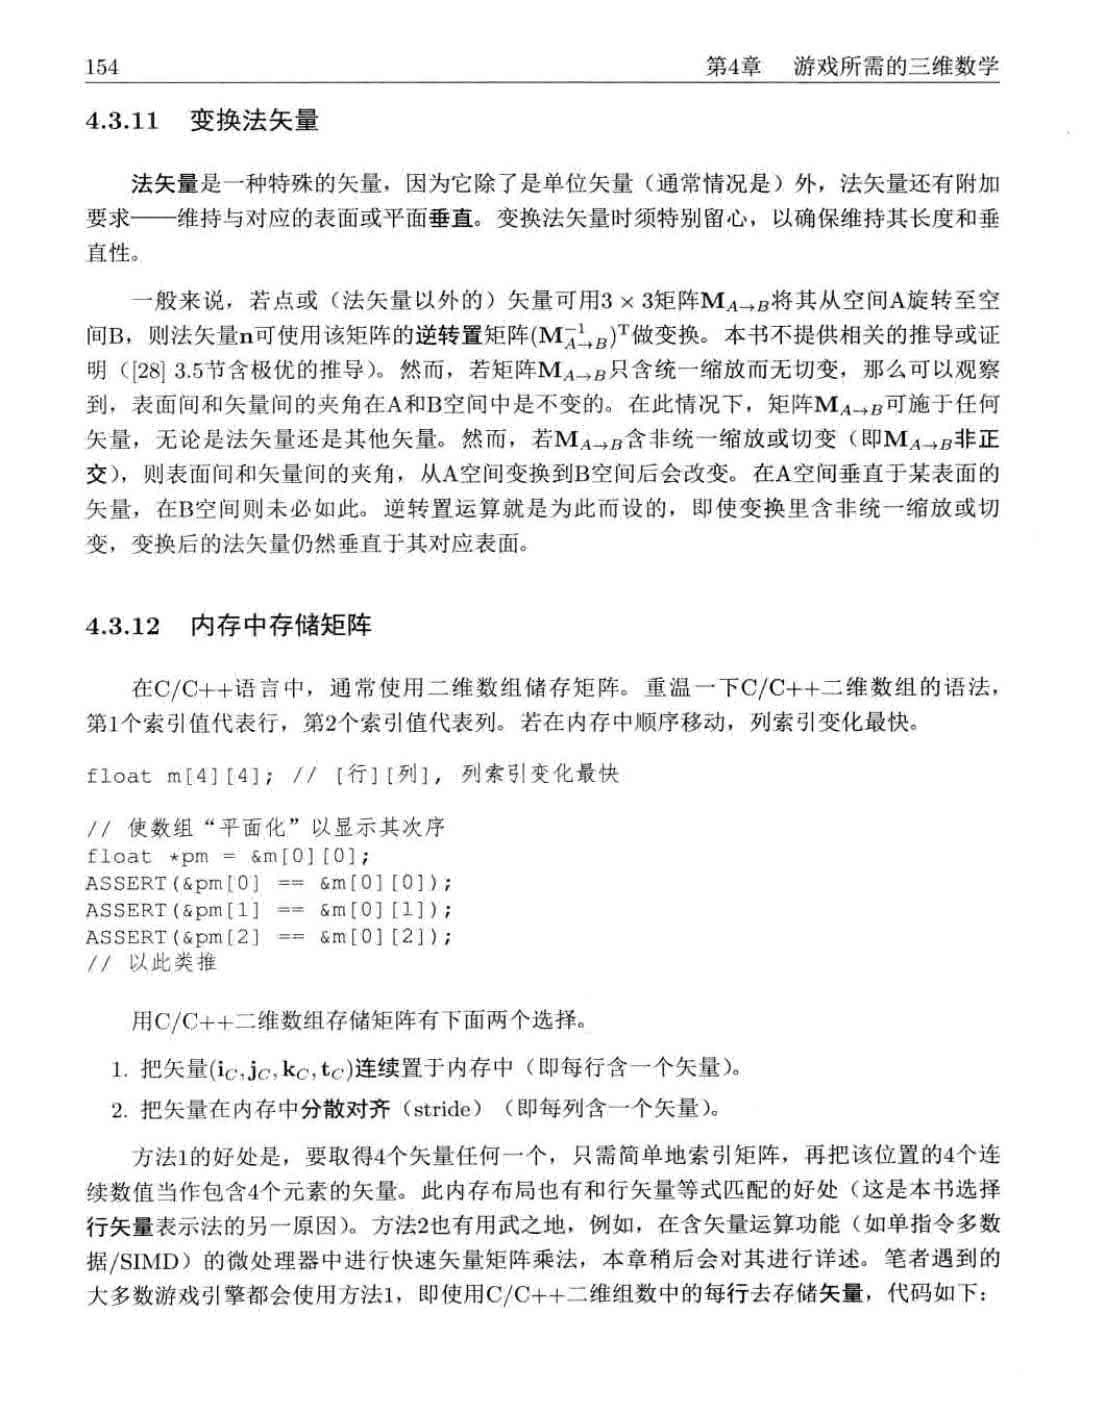 154 第4章 游戏所需的三维数学
4.3.11 变换法矢量
法矢量是一种特殊的矢量，因为它除了是单位矢量（通常情况是）外，法矢量还有附加
要求——维持与对应的表面或平面垂直。变换法矢量时须特别留心，以确保维持其长度和垂
直性。
一般来说，若点或（法矢量以外的）矢量可用3 × 3矩阵M_{A→B}将其从空间A旋转至空
间B，则法矢量n可使用该矩阵的逆转置矩阵(M_{A→B}^{-1})^T做变换。本书不提供相关的推导或证
明（[28] 3.5节含极优的推导）。然而，若矩阵M_{A→B}只含统一缩放而无切变，那么可以观察
到，表面间和矢量间的夹角在A和B空间中是不变的。在此情况下，矩阵M_{A→B}可施于任何
矢量，无论是法矢量还是其他矢量。然而，若M_{A→B}含非统一缩放或切变（即M_{A→B}非正
交），则表面间和矢量间的夹角，从A空间变换到B空间后会改变。在A空间垂直于某表面的
矢量，在B空间则未必如此。逆转置运算就是为此而设的，即使变换里含非统一缩放或切
变，变换后的法矢量仍然垂直于其对应表面。
4.3.12 内存中存储矩阵
在C/C++语言中，通常使用二维数组储存矩阵。重温一下C/C++二维数组的语法，
第1个索引值代表行，第2个索引值代表列。若在内存中顺序移动，列索引变化最快。
float m[4][4]; // [行][列], 列索引变化最快
// 使数组“平面化”以显示其次序
float *pm = &m[0][0];
ASSERT(&pm[0] == &m[0][0]);
ASSERT(&pm[1] == &m[0][1]);
ASSERT(&pm[2] == &m[0][2]);
// 以此类推
用C/C++二维数组存储矩阵有下面两个选择。
1. 把矢量(i_C, j_C, k_C, t_C)连续置于内存中（即每行含一个矢量）。
2. 把矢量在内存中分散对齐（stride）（即每列含一个矢量）。
方法1的好处是，要取得4个矢量任何一个，只需简单地索引矩阵，再把该位置的4个连
续数值当作包含4个元素的矢量。此内存布局也有和行矢量等式匹配的好处（这是本书选择
行矢量表示法的另一原因）。方法2也有用武之地，例如，在含矢量运算功能（如单指令多数
据/SIMD）的微处理器中进行快速矢量矩阵乘法，本章稍后会对其进行详述。笔者遇到的
大多数游戏引擎都会使用方法1，即使用C/C++二维组数中的每行去存储矢量，代码如下：